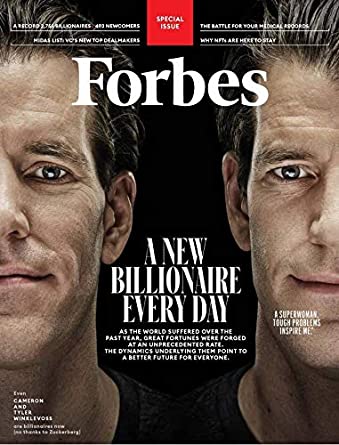 A RECORD 2,755 BILLIONAIRES | 493 NEWCOMERS
SPECIAL
ISSUE
THE BATTLE FOR YOUR MEDICAL RECORDS
MIDAS LIST: VC'S NEW TOP DEALMAKERS
WHY NFTs ARE HERE TO STAY
Forbes
A NEW
BILLIONAIRE
EVERY DAY
AS THE WORLD SUFFERED OVER THE
PAST YEAR, GREAT FORTUNES WERE FORGED
AT AN UNPRECEDENTED RATE.
THE DYNAMICS UNDERLYING THEM POINT TO
A BETTER FUTURE FOR EVERYONE.
A SUPERWOMAN,
TOUGH PROBLEMS
INSPIRE ME."
Even
CAMERON
AND
TYLER
WINKLEVOSS
are billionaires now
(no thanks to Zuckerberg)